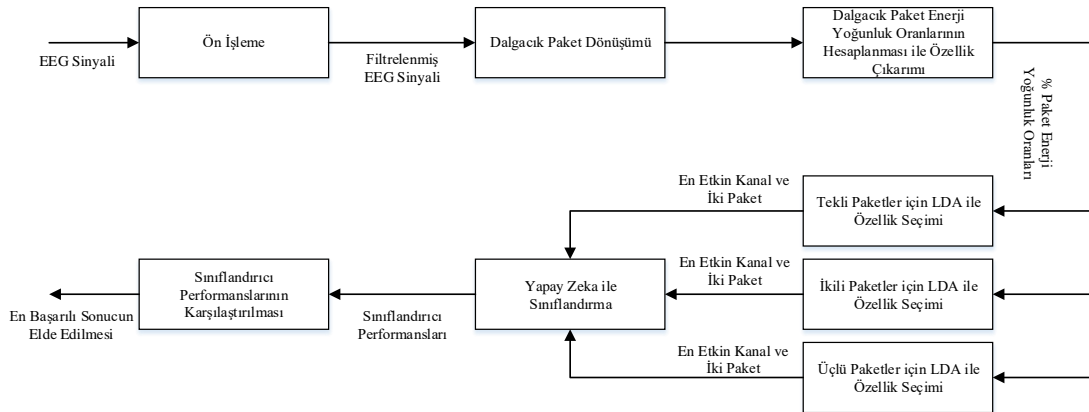 EEG Sinyali
Ön İşleme
Filtrelenmiş
EEG Sinyali
Dalgacık Paket Dönüşümü
Dalgacık Paket Enerji
Yoğunluk Oranlarının
Hesaplanması ile Özellik
Çıkarımı
% Paket Enerji
Yoğunluk Oranları
Tekli Paketler için LDA ile
Özellik Seçimi
En Etkin Kanal ve
İki Paket
İkili Paketler için LDA ile
Özellik Seçimi
En Etkin Kanal ve
İki Paket
Üçlü Paketler için LDA ile
Özellik Seçimi
En Etkin Kanal ve
İki Paket
Yapay Zeka ile
Sınıflandırma
Sınıflandırıcı
Performansları
Sınıflandırıcı
Performanslarının
Karşılaştırılması
En Başarılı Sonucun
Elde Edilmesi